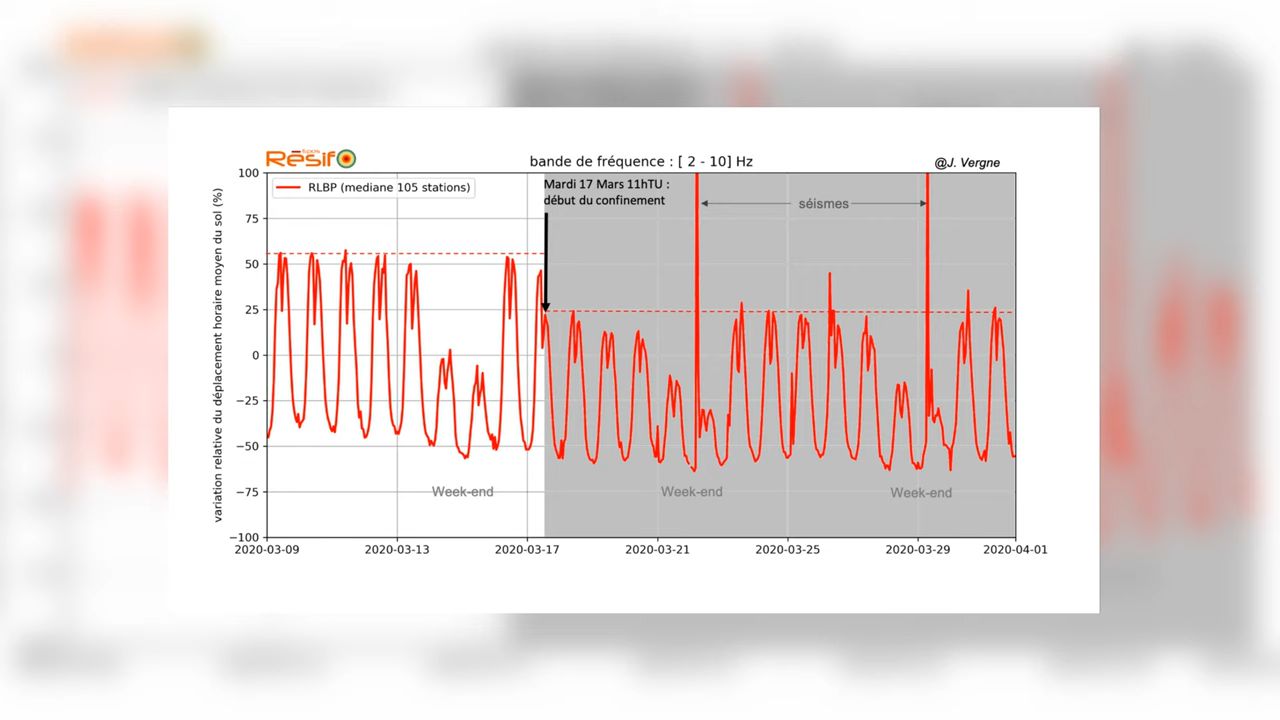 Résif
bande de fréquence : [ 2 - 10] Hz
@J. Vergne
RLBP (mediane 105 stations)
Mardi 17 Mars 11hTU :
début du confinement
séismes
variation relative du déplacement horaire moyen du sol (%)
100
75
50
25
0
−25
−50
−75
−100
Week-end
Week-end
Week-end
2020-03-09
2020-03-13
2020-03-17
2020-03-21
2020-03-25
2020-03-29
2020-04-01